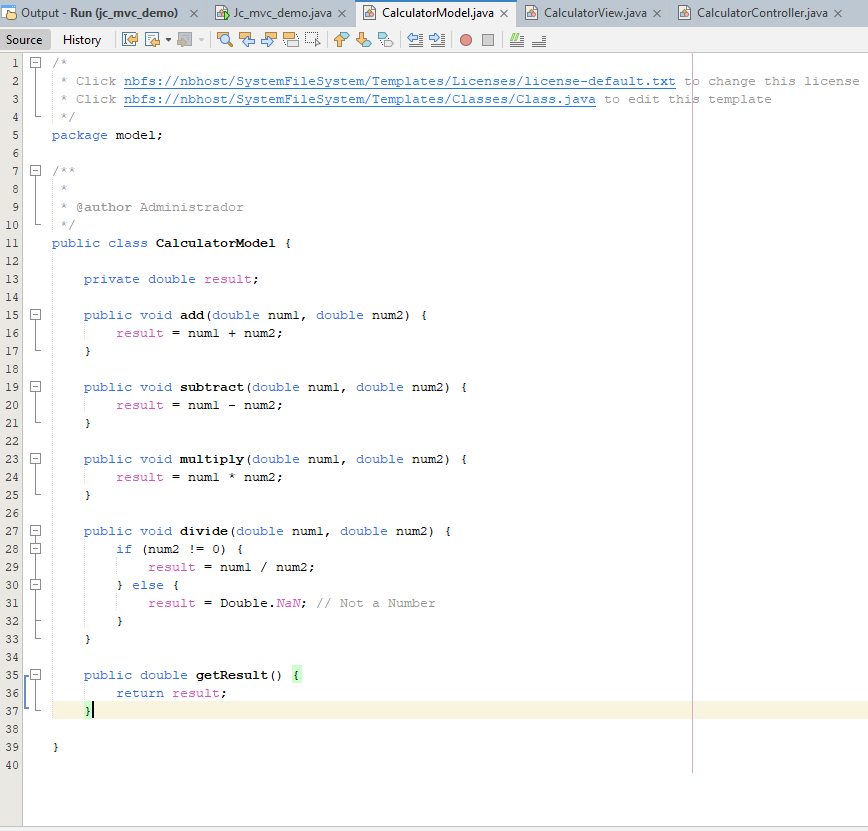 Output - Run (jc_mvc_demo) × Jc_mvc_demo.java × CalculatorModel.java × CalculatorView.java × CalculatorController.java ×
Source History
1 /*
2 * Click nbfs://nbhost/SystemFileSystem/Templates/Licenses/license-default.txt to change this license
3 * Click nbfs://nbhost/SystemFileSystem/Templates/Classes/Class.java to edit this template
4 */
5 package model;
6
7 /**
8 *
9 * @author Administrador
10 */
11 public class CalculatorModel {
12
13 private double result;
14
15 public void add(double num1, double num2) {
16 result = num1 + num2;
17 }
18
19 public void subtract(double num1, double num2) {
20 result = num1 - num2;
21 }
22
23 public void multiply(double num1, double num2) {
24 result = num1 * num2;
25 }
26
27 public void divide(double num1, double num2) {
28 if (num2 != 0) {
29 result = num1 / num2;
30 } else {
31 result = Double.NaN; // Not a Number
32 }
33 }
34
35 public double getResult() {
36 return result;
37 }
38
39 }
40